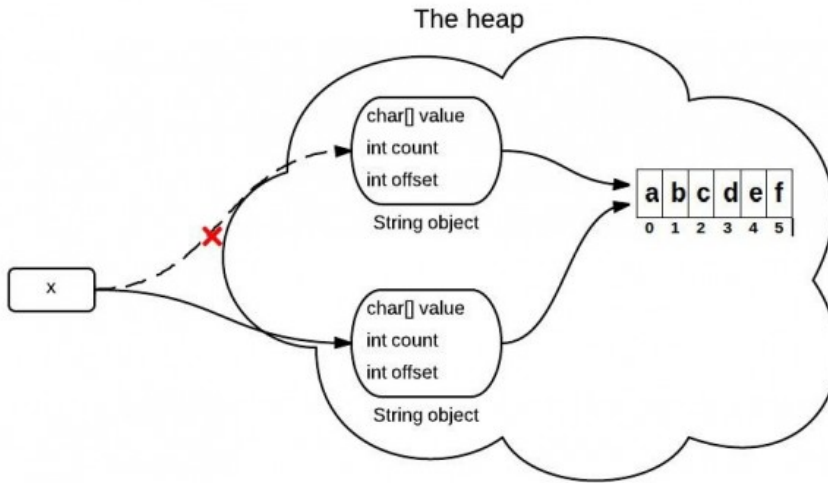 The heap
char[] value
int count
int offset
String object
a b c d e f
0 1 2 3 4 5
x
char[] value
int count
int offset
String object